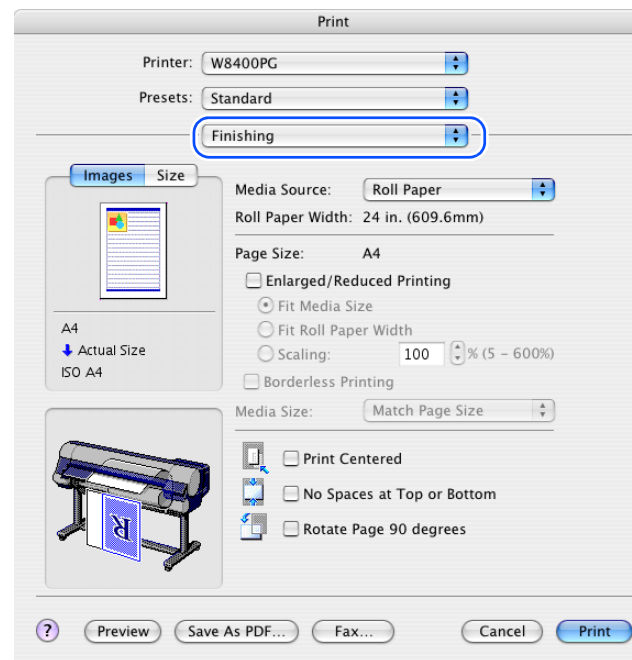 Print
Printer: W8400PG
Presets: Standard
Finishing
Images Size
A4
Actual Size
ISO A4
Media Source: Roll Paper
Roll Paper Width: 24 in. (609.6mm)
Page Size: A4
Enlarged/Reduced Printing
Fit Media Size
Fit Roll Paper Width
Scaling: 100 % (5 - 600%)
Borderless Printing
Media Size: Match Page Size
R
Print Centered
No Spaces at Top or Bottom
Rotate Page 90 degrees
? Preview Save As PDF... Fax... Cancel Print